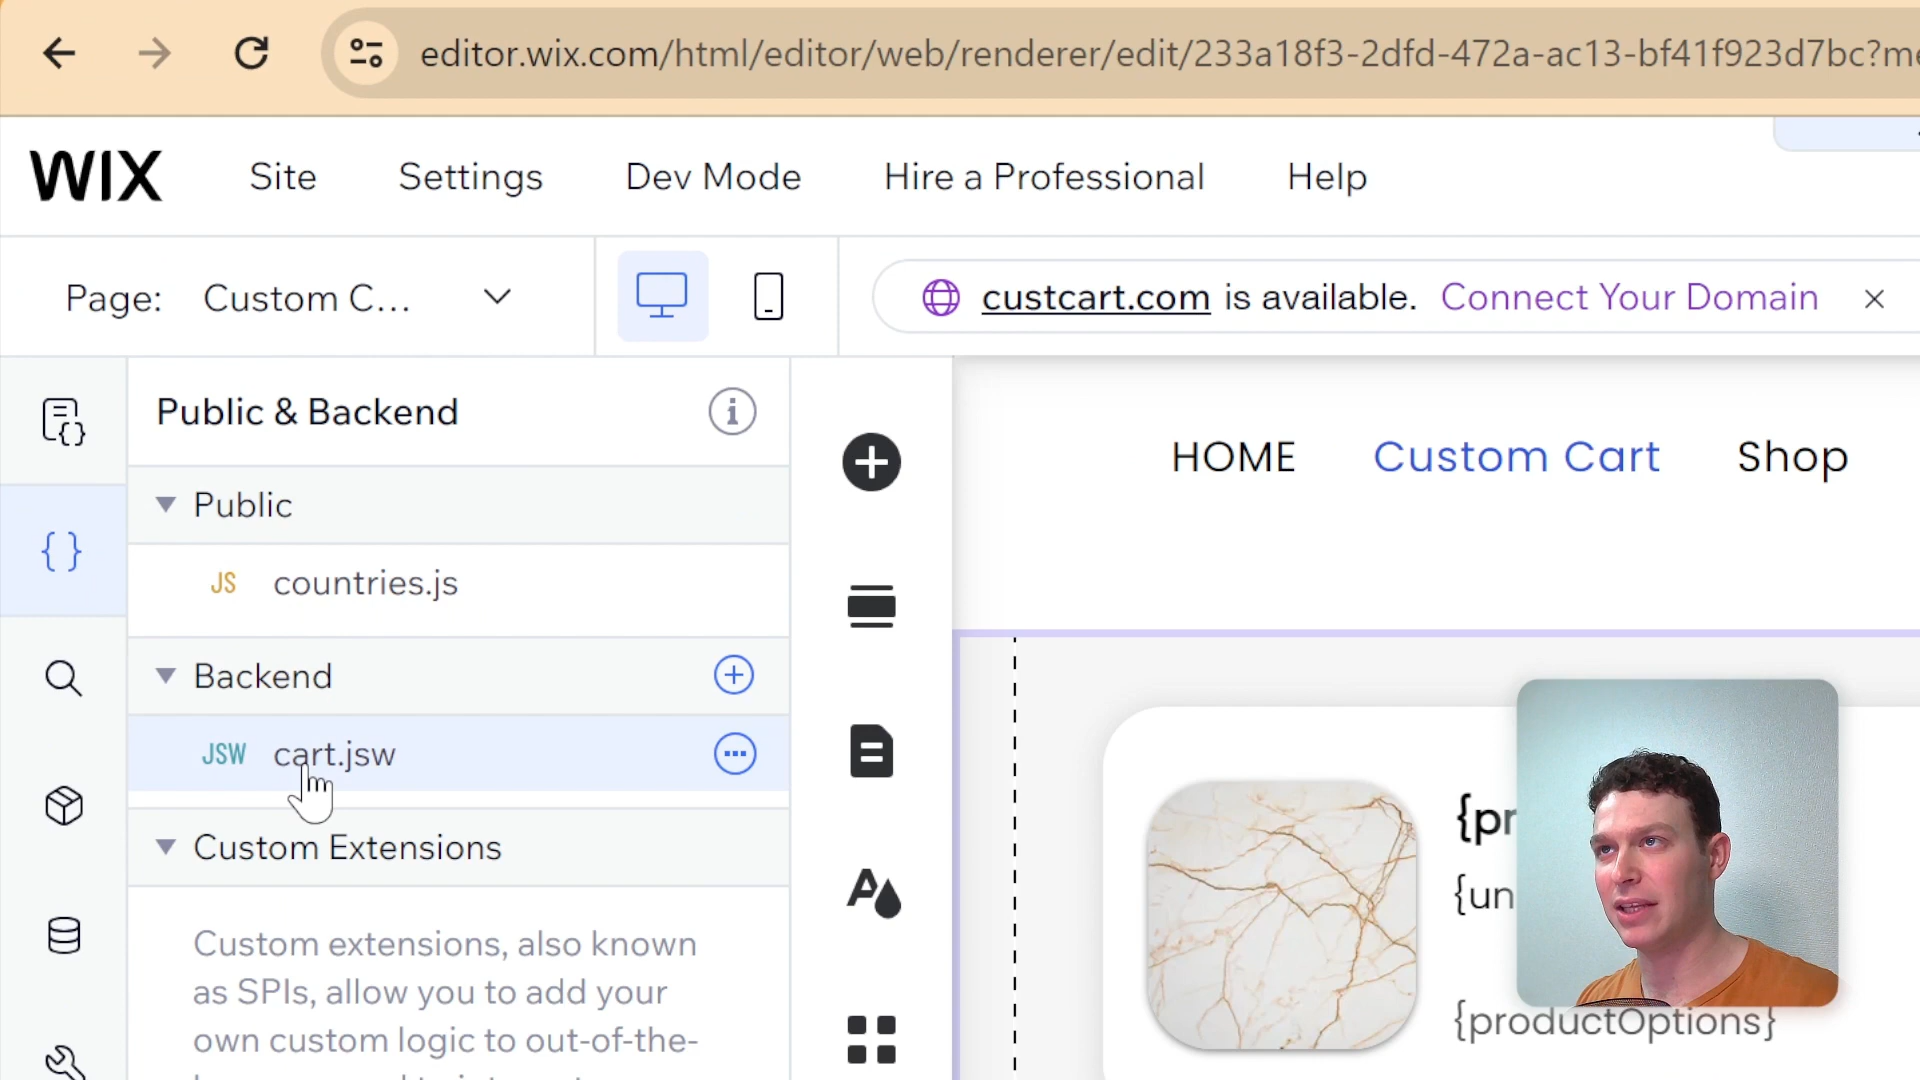 editor.wix.com/html/editor/web/renderer/edit/233a18f3-2dfd-472a-ac13-bf41f923d7bc?me
WIX Site Settings Dev Mode Hire a Professional Help
Page: Custom C... custcart.com is available. Connect Your Domain
Public & Backend
HOME Custom Cart Shop
Public
JS countries.js
Backend
JSW cart.jsw
{pr
{un
{productOptions}
Custom Extensions
Custom extensions, also known
as SPIs, allow you to add your
own custom logic to out-of-the-